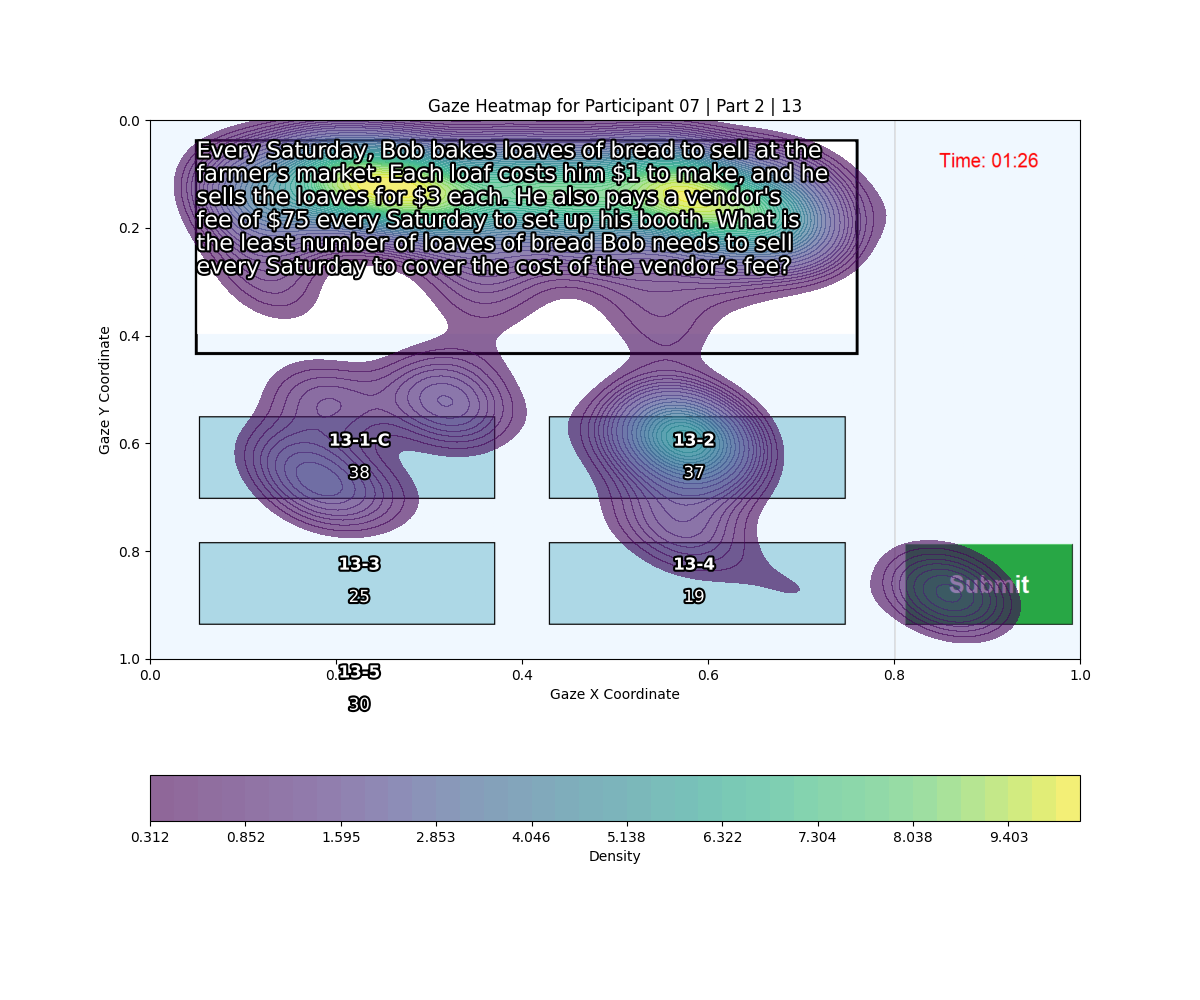 Gaze Heatmap for Participant 07 | Part 2 | 13
Every Saturday, Bob bakes loaves of bread to sell at the
farmer's market. Each loaf costs him $1 to make, and he
sells the loaves for $3 each. He also pays a vendor's
fee of $75 every Saturday to set up his booth. What is
the least number of loaves of bread Bob needs to sell
every Saturday to cover the cost of the vendor’s fee?
Time: 01:26
13-1-C
38
13-2
37
13-3
25
13-4
19
Submit
13-5
30
0.0
0.2
0.4
0.6
0.8
1.0
Gaze Y Coordinate
0.0
0.4
0.6
0.8
1.0
Gaze X Coordinate
0.312
0.852
1.595
2.853
4.046
5.138
6.322
7.304
8.038
9.403
Density